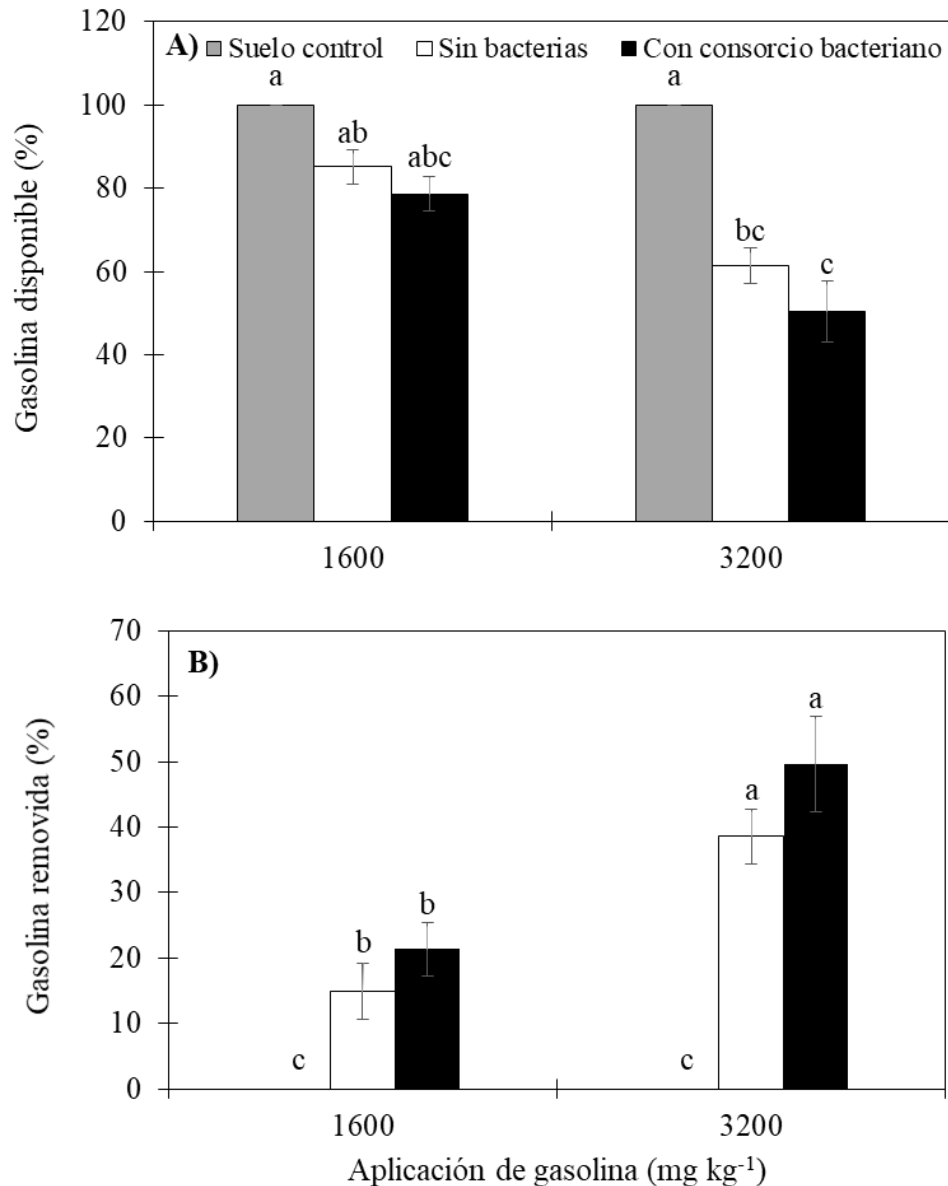 120
A) Suelo control Sin bacterias Con consorcio bacteriano
a
a
100
ab
abc
80
bc
c
60
40
20
0
Gasolina disponible (%)
1600 3200
70
B)
60
a
a
50
40
30
b
b
20
10
c
c
0
Gasolina removida (%)
1600 3200
Aplicación de gasolina (mg kg⁻¹)